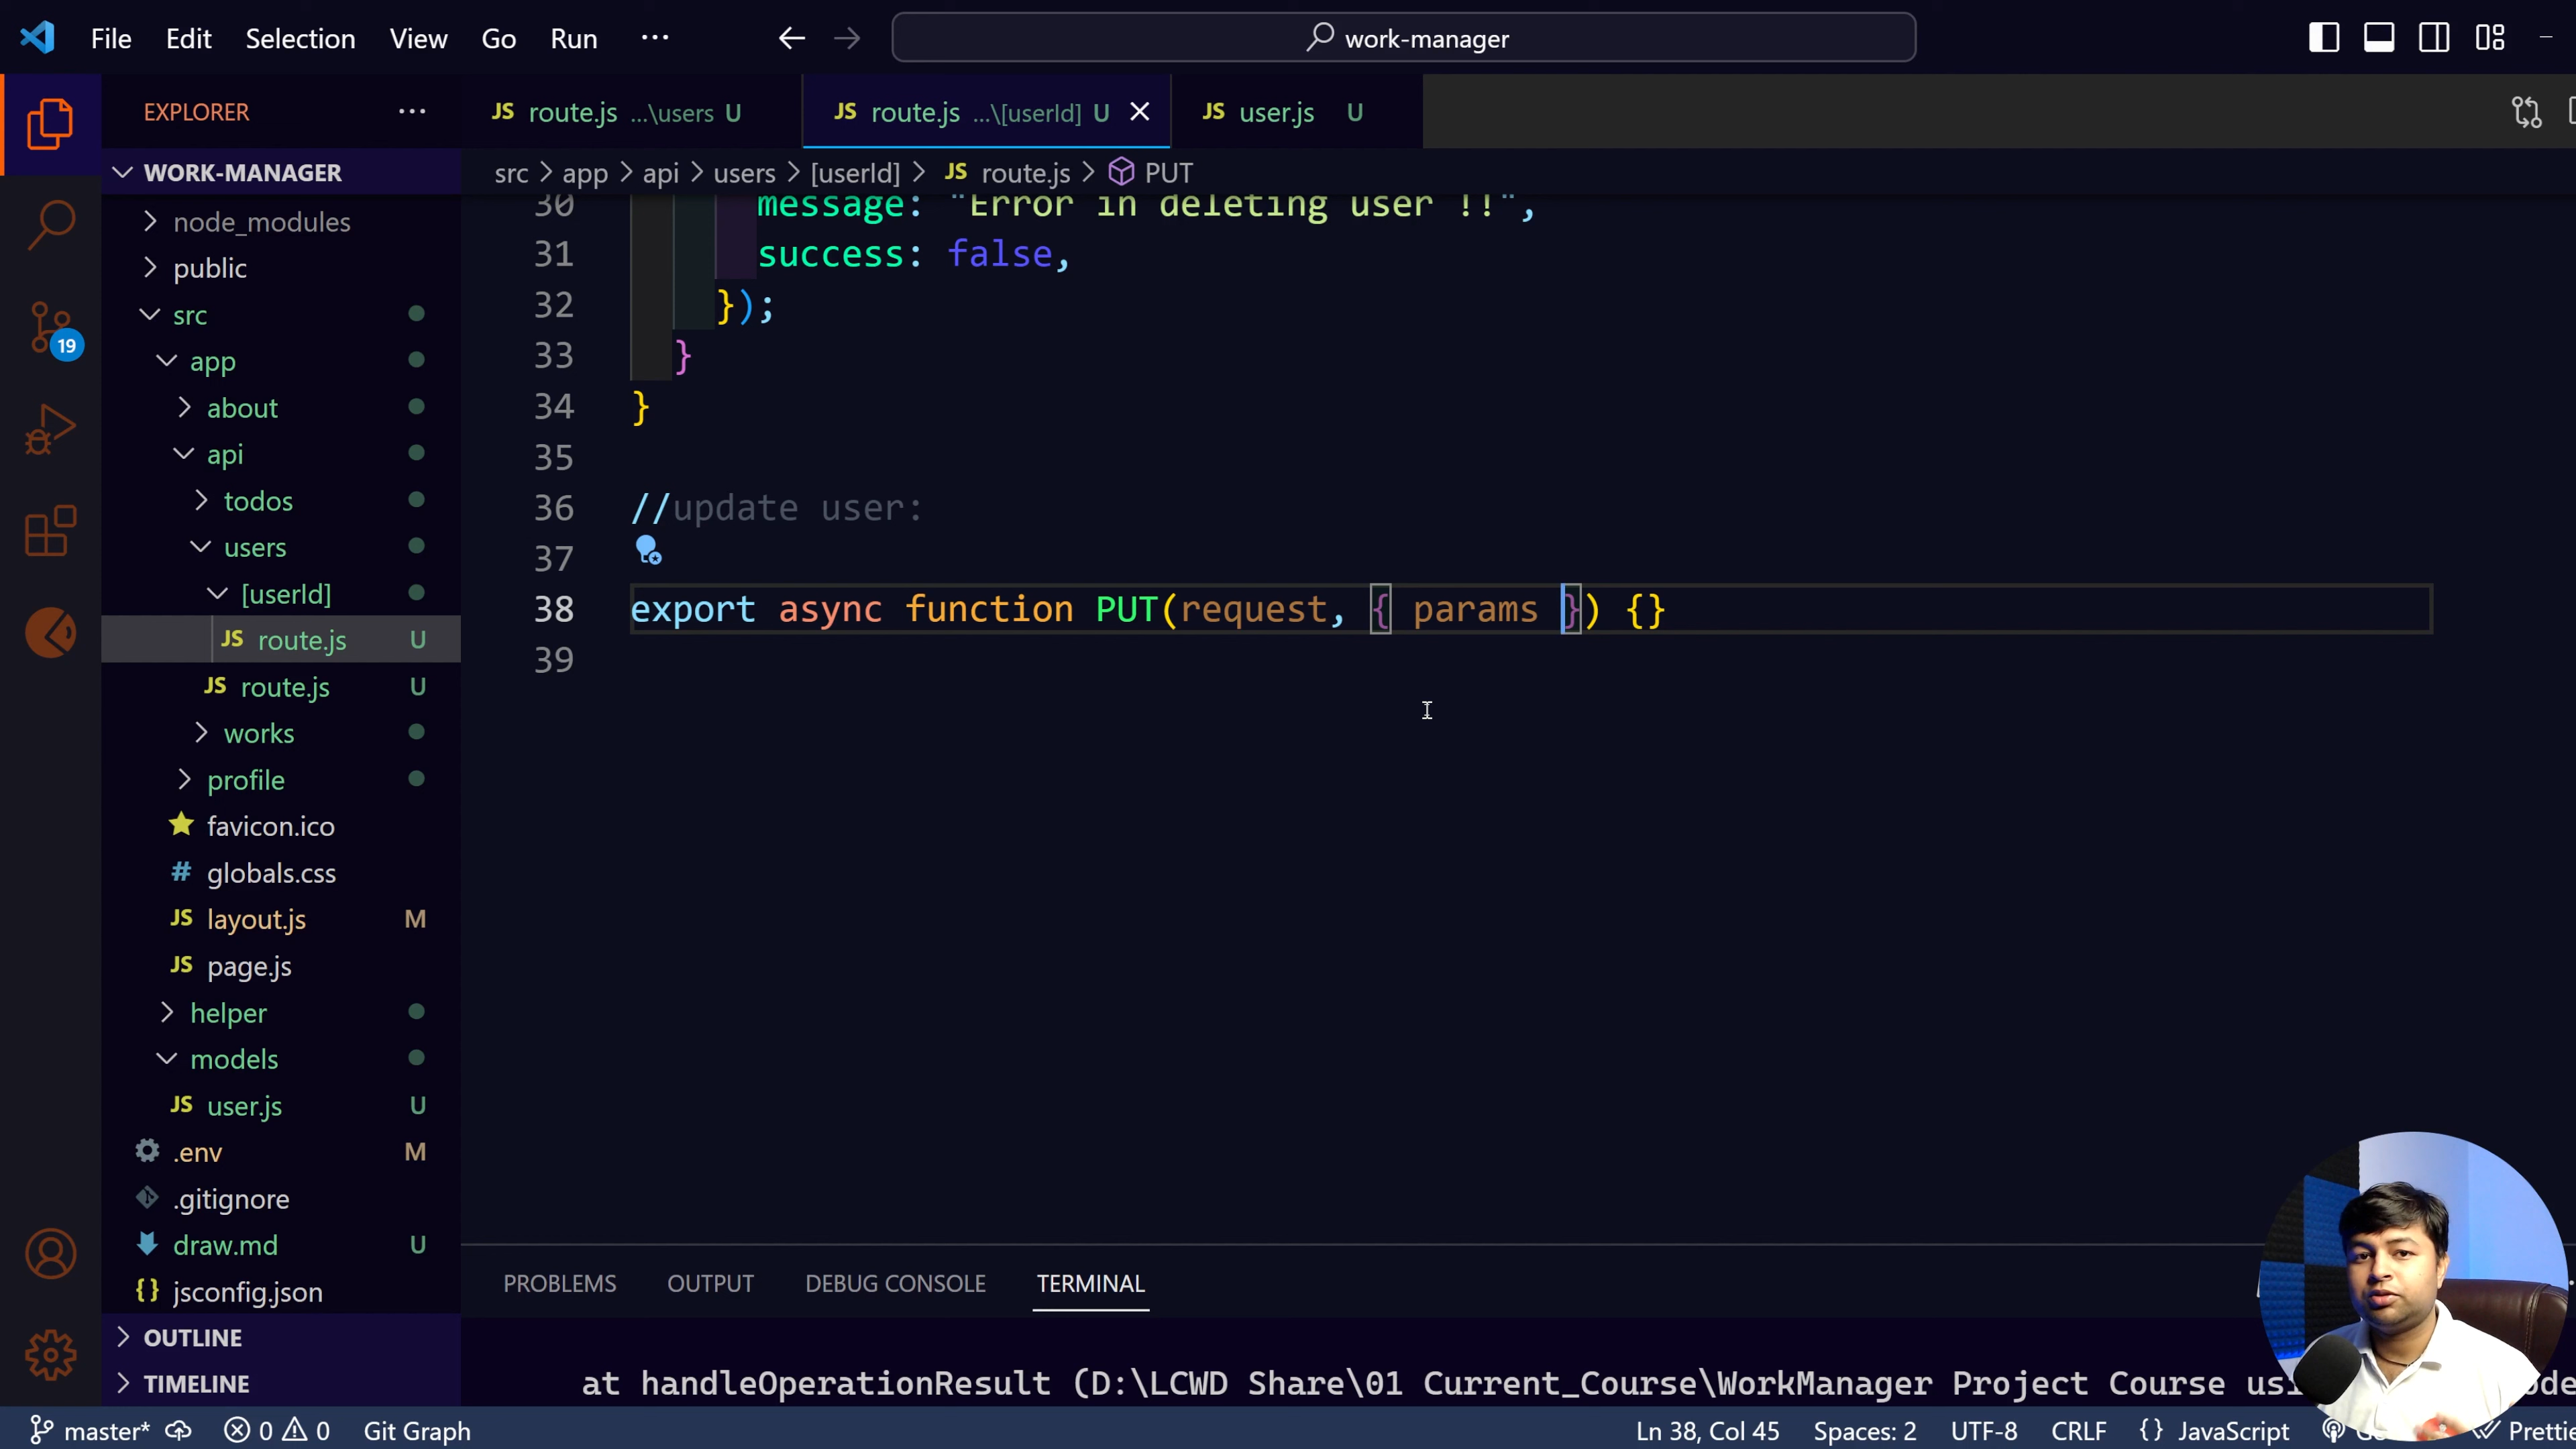 File Edit Selection View Go Run ··· work-manager
EXPLORER ···
JS route.js ...\users U
JS route.js ...\[userId] U
JS user.js U
WORK-MANAGER
src > app > api > users > [userId] > JS route.js > PUT
node_modules
public
src
app
about
api
todos
users
[userId]
JS route.js U
JS route.js U
works
profile
favicon.ico
# globals.css
JS layout.js M
JS page.js
helper
models
JS user.js U
.env M
.gitignore
draw.md U
{} jsconfig.json
OUTLINE
TIMELINE
19
30 message: "Error in deleting user !!",
31 success: false,
32 });
33 }
34 }
35
36 //update user:
37
38 export async function PUT(request, { params }) {}
39
PROBLEMS OUTPUT DEBUG CONSOLE TERMINAL
at handleOperationResult (D:\LCWD Share\01 Current_Course\WorkManager Project Course
master* 0 0 Git Graph Ln 38, Col 45 Spaces: 2 UTF-8 CRLF {} JavaScript